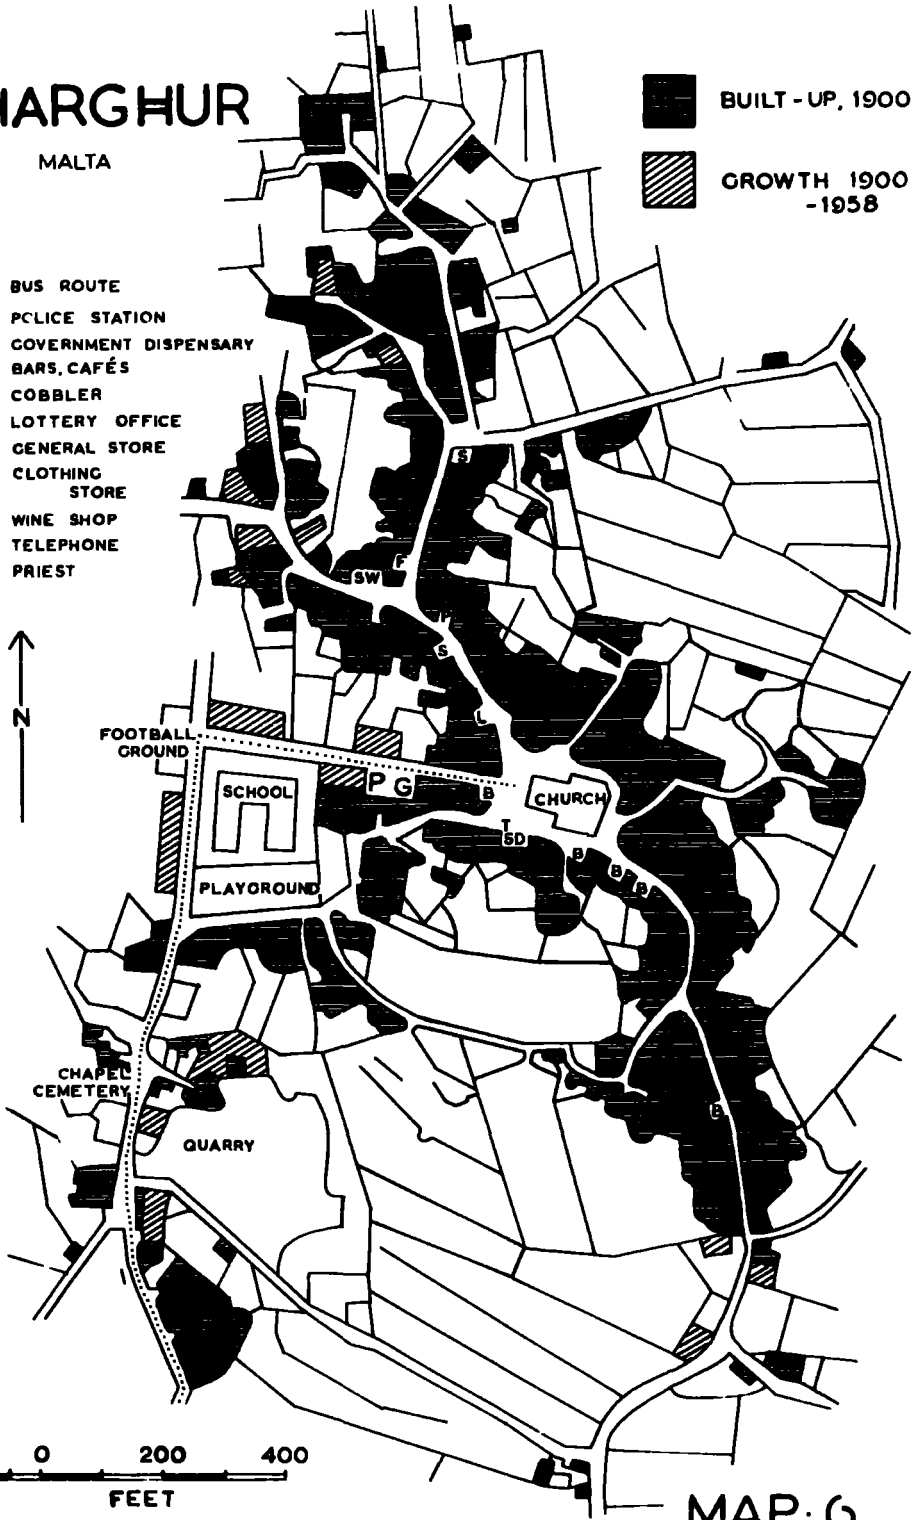 HARGHUR
MALTA
BUILT-UP, 1900
GROWTH 1900
-1958
BUS ROUTE
POLICE STATION
GOVERNMENT DISPENSARY
BARS, CAFÉS
COBBLER
LOTTERY OFFICE
GENERAL STORE
CLOTHING
STORE
WINE SHOP
TELEPHONE
PRIEST
S
F
SW
P
S
N
L
FOOTBALL
GROUND
P G
SCHOOL
B
CHURCH
T
SD
B
B
B
B
PLAYGROUND
CHAPEL
CEMETERY
B
QUARRY
0 200 400
FEET
MAP. 6